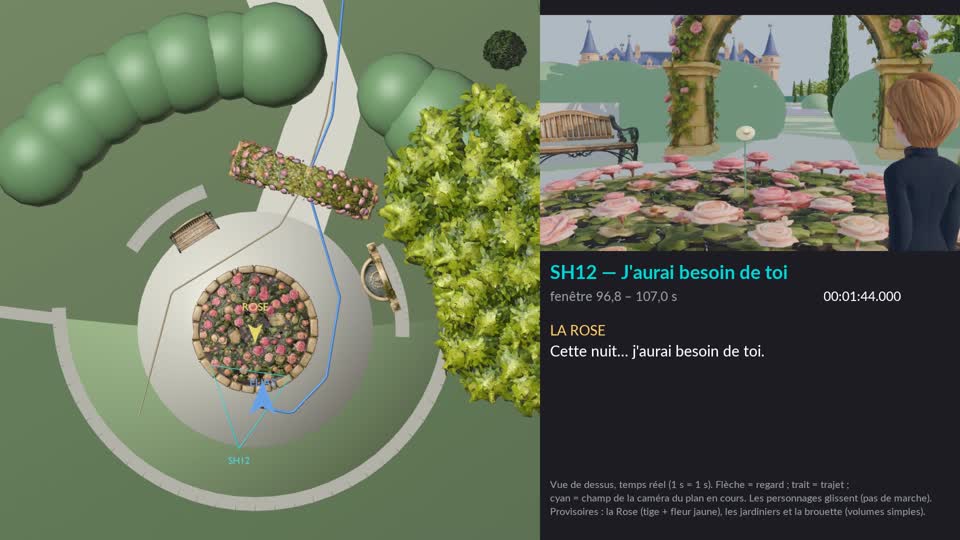 ROSE
SH12
SH12 — J'aurai besoin de toi
fenêtre 96,8 – 107,0 s
00:01:44.000
LA ROSE
Cette nuit... j'aurai besoin de toi.
Vue de dessus, temps réel (1 s = 1 s). Flèche = regard ; trait = trajet ;
cyan = champ de la caméra du plan en cours. Les personnages glissent (pas de marche).
Provisoires : la Rose (tige + fleur jaune), les jardiniers et la brouette (volumes simples).